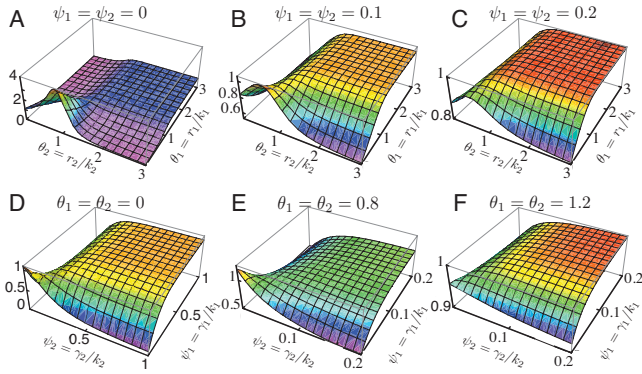 A ψ₁ = ψ₂ = 0
4
2
0
1
2
3
θ₂ = r₂/k₂
1
2
3
θ₁ = r₁/k₁
B ψ₁ = ψ₂ = 0.1
1
0.8
0.6
1
2
3
θ₂ = r₂/k₂
1
2
3
θ₁ = r₁/k₁
C ψ₁ = ψ₂ = 0.2
1
0.8
1
2
3
θ₂ = r₂/k₂
1
2
3
θ₁ = r₁/k₁
D θ₁ = θ₂ = 0
1
0.5
0
0.5
1
ψ₂ = γ₂/k₂
0.5
1
ψ₁ = γ₁/k₁
E θ₁ = θ₂ = 0.8
1
0.5
0.1
0.2
ψ₂ = γ₂/k₂
0.1
0.2
ψ₁ = γ₁/k₁
F θ₁ = θ₂ = 1.2
1
0.9
0.1
0.2
ψ₂ = γ₂/k₂
0.1
0.2
ψ₁ = γ₁/k₁